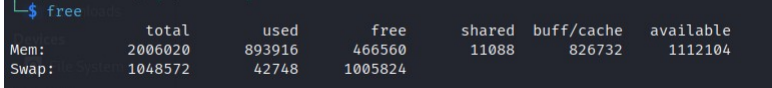 └─$ free
total used free shared buff/cache available
Mem: 2006020 893916 466560 11088 826732 1112104
Swap: 1048572 42748 1005824